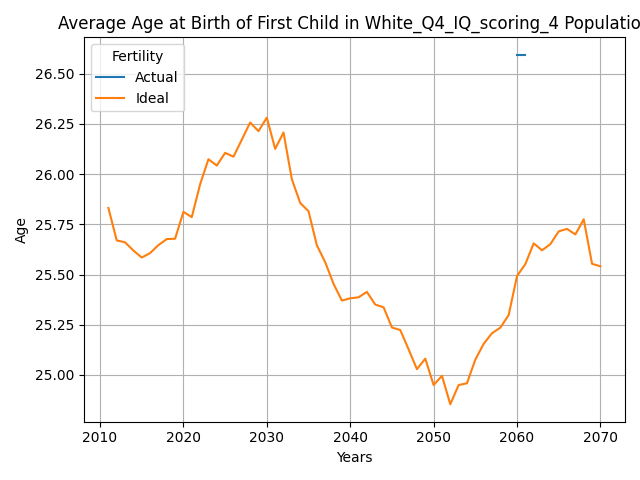 Average Age at Birth of First Child in White_Q4_IQ_scoring_4 Populatio
Fertility
Actual
Ideal
26.50
26.25
26.00
25.75
25.50
25.25
25.00
Age
2010 2020 2030 2040 2050 2060 2070
Years